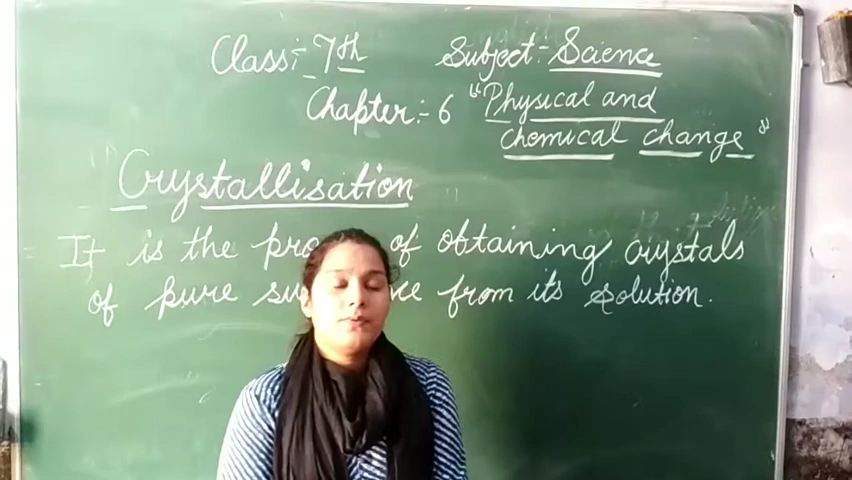 Class:- 7th Subject:- Science
Chapter:- 6 "Physical and
chemical change"
Crystallisation
It is the of obtaining crystals
of pure from its solution.